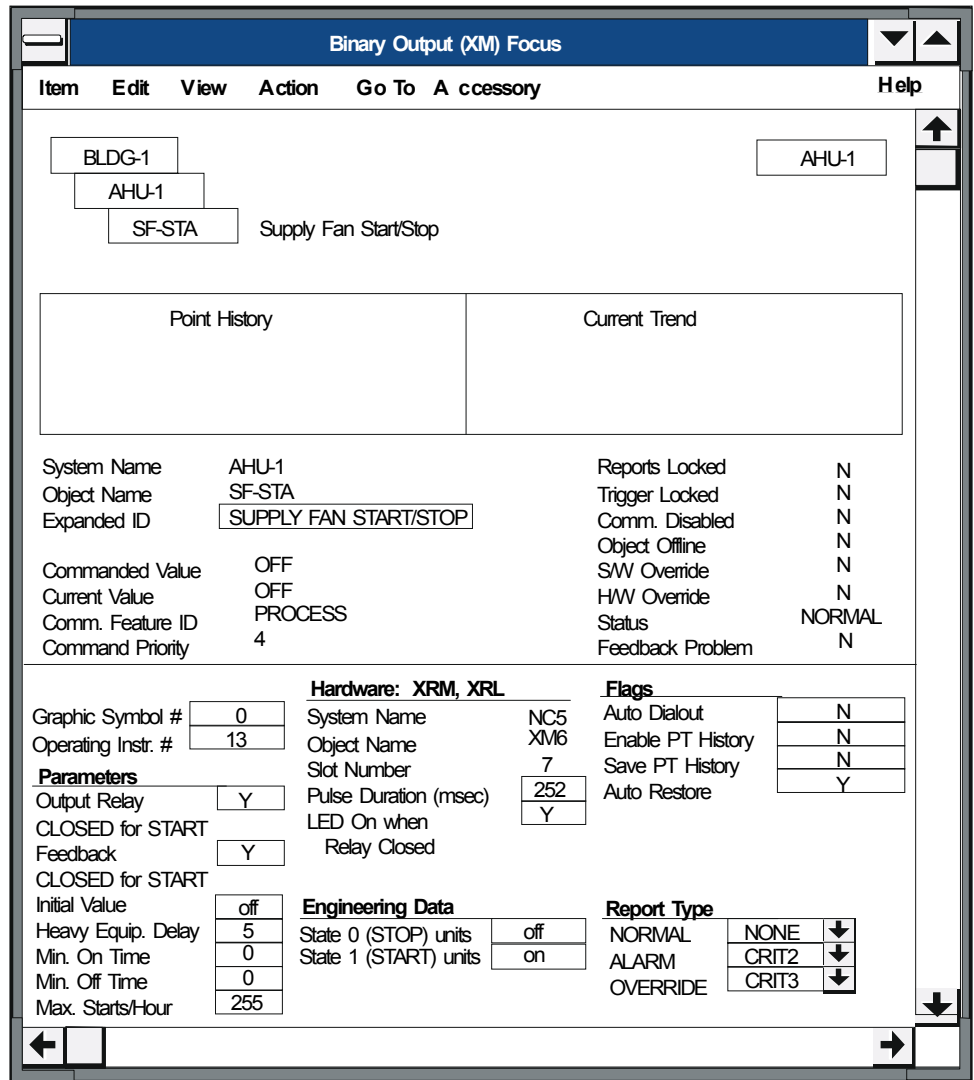 Binary Output (XM) Focus
Item Edit View Action Go To A ccessory Help
BLDG-1
AHU-1
AHU-1
SF-STA Supply Fan Start/Stop
Point History
Current Trend
System Name AHU-1
Object Name SF-STA
Expanded ID SUPPLY FAN START/STOP
Commanded Value OFF
Current Value OFF
Comm. Feature ID PROCESS
Command Priority 4
Reports Locked N
Trigger Locked N
Comm. Disabled N
Object Offline N
S/W Override N
H/W Override N
Status NORMAL
Feedback Problem N
Graphic Symbol # 0
Operating Instr. # 13
Parameters
Output Relay Y
CLOSED for START
Feedback Y
CLOSED for START
Initial Value off
Heavy Equip. Delay 5
Min. On Time 0
Min. Off Time 0
Max. Starts/Hour 255
Hardware: XRM, XRL
System Name NC5
Object Name XM6
Slot Number 7
Pulse Duration (msec) 252
LED On when Y
Relay Closed
Engineering Data
State 0 (STOP) units off
State 1 (START) units on
Flags
Auto Dialout N
Enable PT History N
Save PT History N
Auto Restore Y
Report Type
NORMAL NONE
ALARM CRIT2
OVERRIDE CRIT3